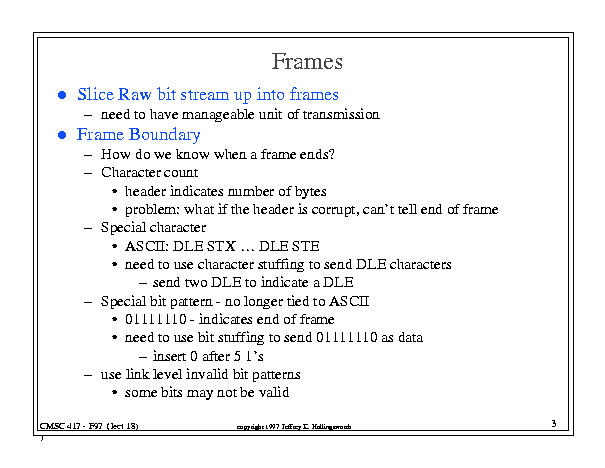 Frames
● Slice Raw bit stream up into frames
– need to have manageable unit of transmission
● Frame Boundary
– How do we know when a frame ends?
– Character count
• header indicates number of bytes
• problem: what if the header is corrupt, can't tell end of frame
– Special character
• ASCII: DLE STX … DLE STE
• need to use character stuffing to send DLE characters
– send two DLE to indicate a DLE
– Special bit pattern - no longer tied to ASCII
• 01111110 - indicates end of frame
• need to use bit stuffing to send 01111110 as data
– insert 0 after 5 1's
– use link level invalid bit patterns
• some bits may not be valid
CMSC 417 - F97 (lect 18) copyright 1997 Jeffrey K. Hollingsworth 3
)